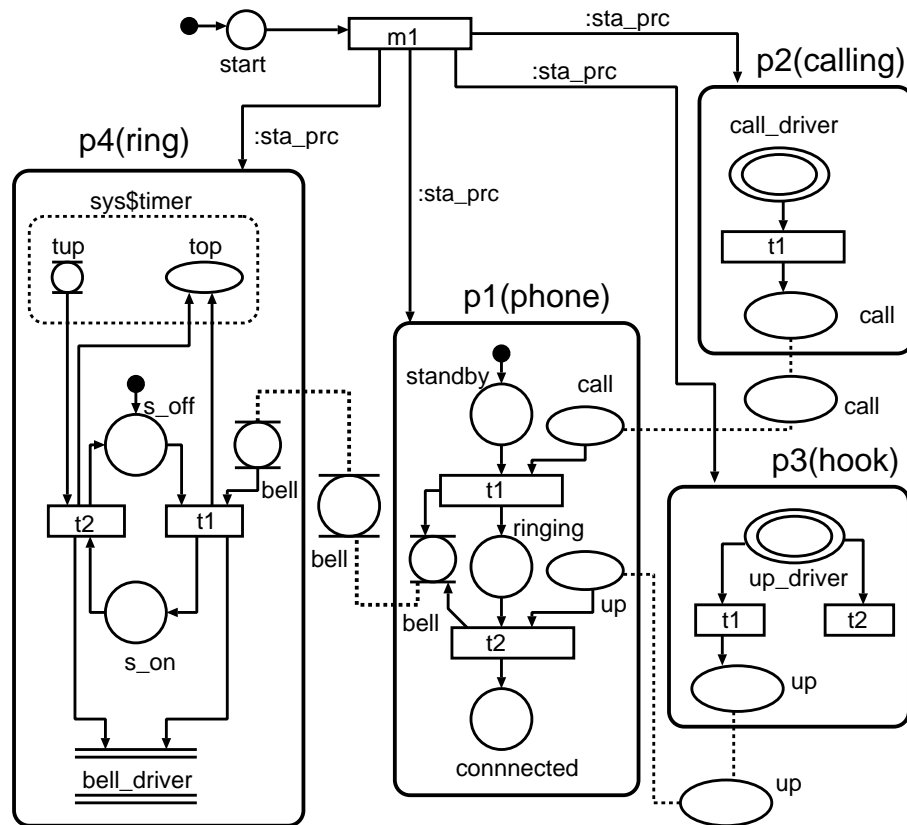 :sta_prc
m1
start
:sta_prc
p2(calling)
:sta_prc
p4(ring)
call_driver
:sta_prc
sys$timer
t1
tup
top
p1(phone)
call
standby
call
call
s_off
p3(hook)
bell
t1
t2
t1
ringing
bell
up_driver
up
bell
t1
t2
t2
s_on
up
connnected
bell_driver
up